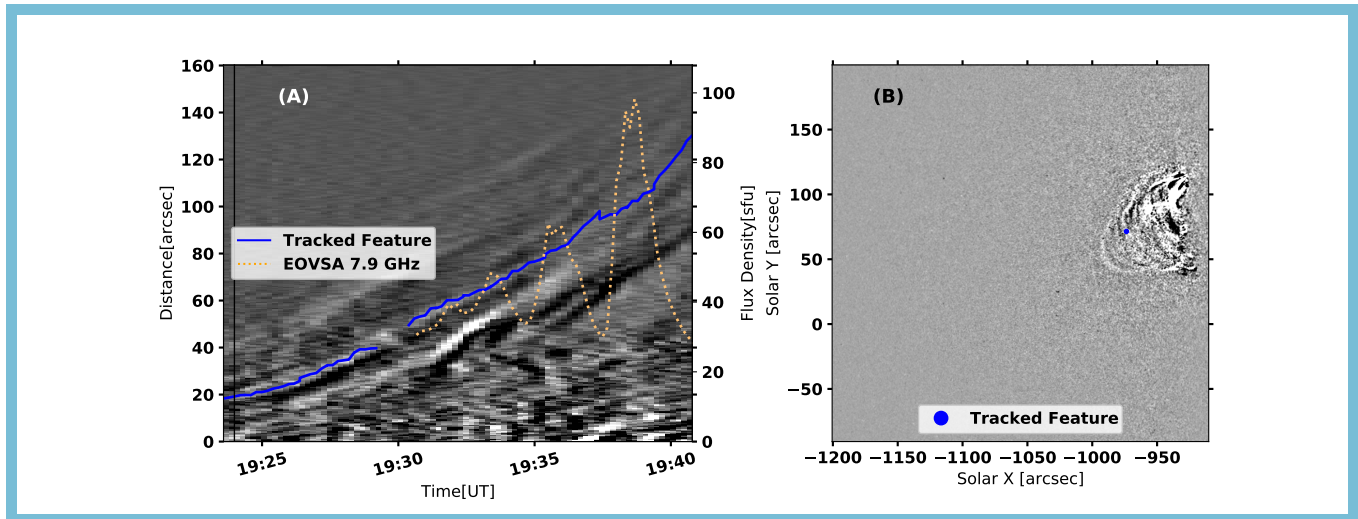 (A)
160
140
120
100
80
60
40
20
0
Distance[arcsec]
Tracked Feature
EOVSA 7.9 GHz
19:25
19:30
19:35
19:40
Time[UT]
100
80
60
40
20
0
Flux Density[sfu]
(B)
Solar Y [arcsec]
150
100
50
0
−50
Tracked Feature
−1200 −1150 −1100 −1050 −1000 −950
Solar X [arcsec]